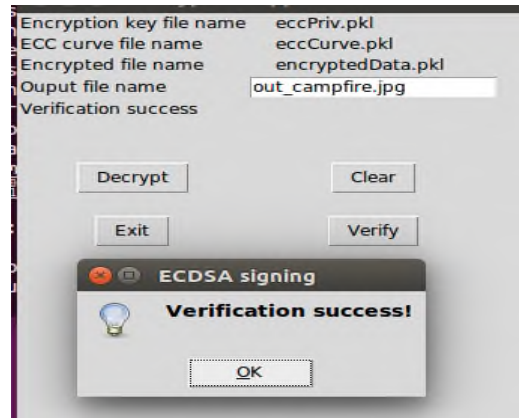 Encryption key file name eccPriv.pkl
ECC curve file name eccCurve.pkl
Encrypted file name encryptedData.pkl
Ouput file name out_campfire.jpg
Verification success
Decrypt Clear
Exit Verify
ECDSA signing
Verification success!
OK